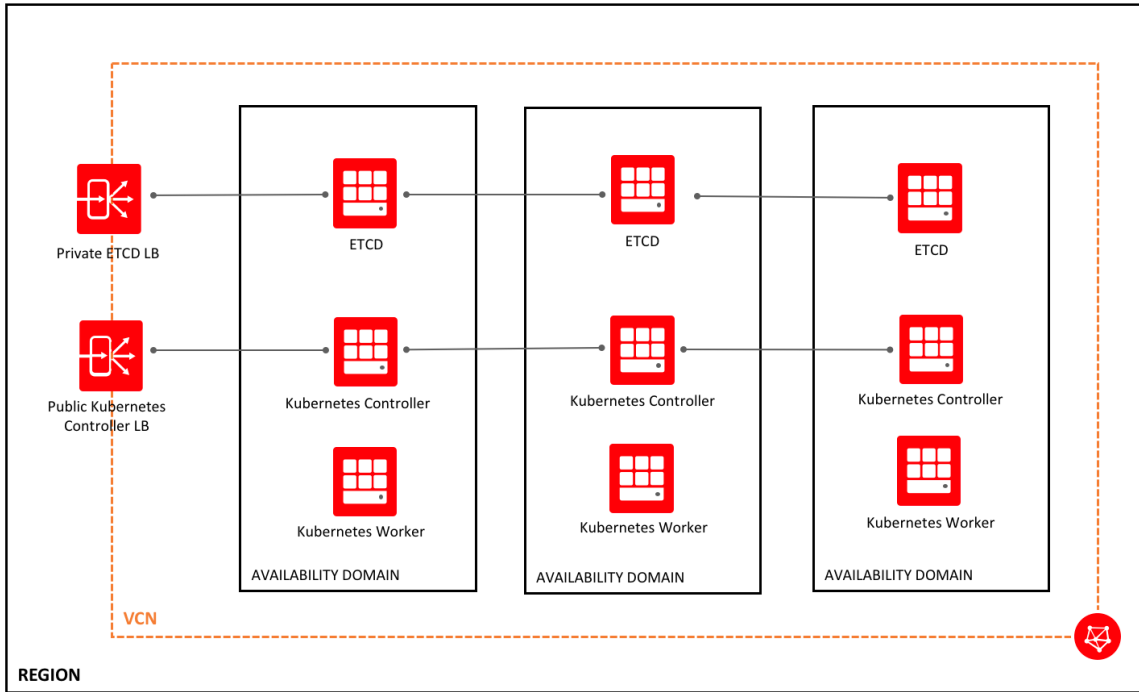 Private ETCD LB
ETCD
ETCD
ETCD
Public Kubernetes
Controller LB
Kubernetes Controller
Kubernetes Controller
Kubernetes Controller
Kubernetes Worker
Kubernetes Worker
Kubernetes Worker
AVAILABILITY DOMAIN
AVAILABILITY DOMAIN
AVAILABILITY DOMAIN
VCN
REGION